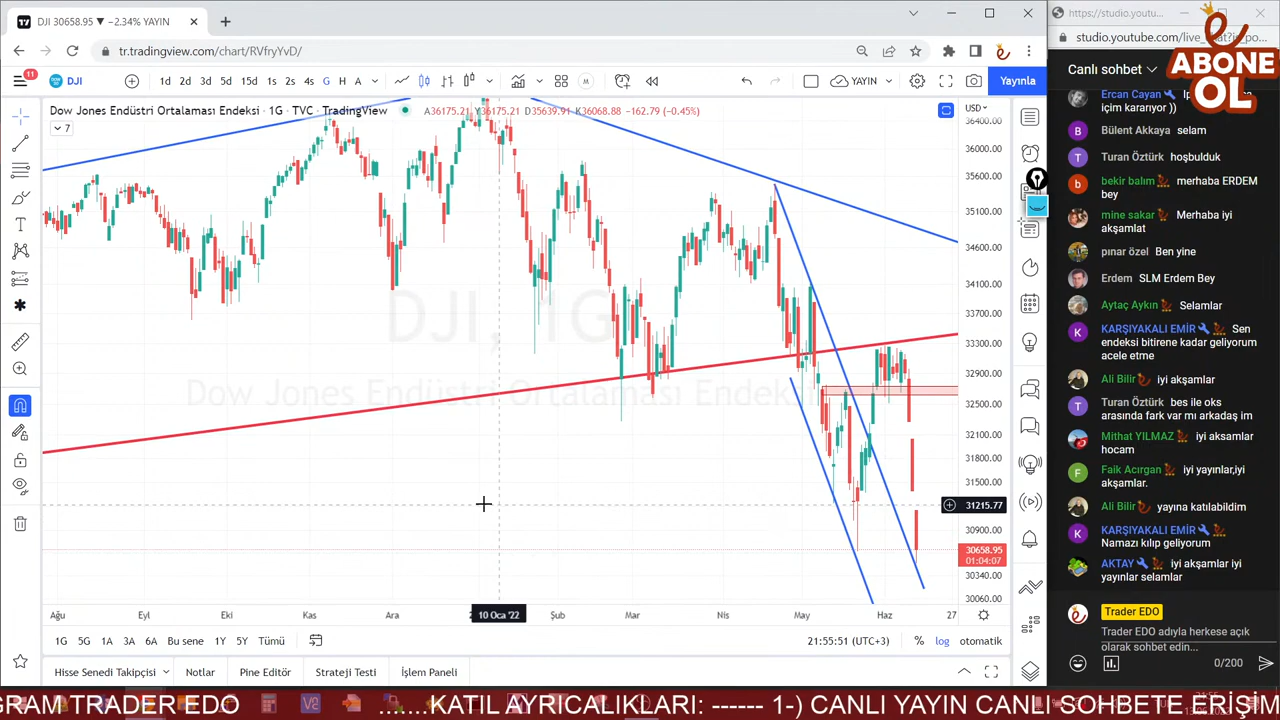 DJI 30658.95 ▼ −2.34% YAYIN
https://studio.youtu...
tr.tradingview.com/chart/RVfryYvD/
studio.youtube.com/live_chat?is_po...
ABONE
OL
11
DJI
1d 2d 3d 5d 15d 1s 2s 4s G H A
YAYIN
Yayınla
Canlı sohbet
Dow Jones Endüstri Ortalaması Endeksi · 1G · TVC · TradingView
A36175.21 Y36175.21 D35639.91 K36068.88 −162.79 (−0.45%)
USD
7
36400.00
36000.00
35600.00
35100.00
34600.00
34100.00
33700.00
33300.00
32900.00
32500.00
32100.00
31800.00
31500.00
31215.77
30900.00
30658.95
01:04:07
30340.00
30060.00
DJI, 1G
Dow Jones Endüstri Ortalaması Endeksi
Ağu Eyl Eki Kas Ara 10 Oca '22 Şub Mar Nis May Haz 27
1G 5G 1A 3A 6A Bu sene 1Y 5Y Tümü
21:55:51 (UTC+3) % log otomatik
Hisse Senedi Takipçisi Notlar Pine Editör Strateji Testi İşlem Paneli
Ercan Cayan
içim kararıyor ))
Bülent Akkaya selam
Turan Öztürk hoşbulduk
bekir balım merhaba ERDEM
bey
mine sakar Merhaba iyi
akşamlat
pınar özel Ben yine
Erdem SLM Erdem Bey
Aytaç Aykın Selamlar
KARŞIYAKALI EMİR Sen
endeksi bitirene kadar geliyorum
acele etme
Ali Bilir iyi akşamlar
Turan Öztürk bes ile oks
arasında fark var mı arkadaş ım
Mithat YILMAZ iyi aksamlar
hocam
Faik Acırgan iyi yayınlar,iyi
akşamlar.
Ali Bilir yayına katılabildim
KARŞIYAKALI EMİR
Namazı kılıp geliyorum
AKTAY iyi akşamlar iyi
yayınlar selamlar
Trader EDO
Trader EDO adıyla herkese açık
olarak sohbet edin...
0/200
GRAM TRADER EDO .......KATIL AYRICALIKLARI: ------ 1-) CANLI YAYIN CANLI SOHBETE ERİŞİM